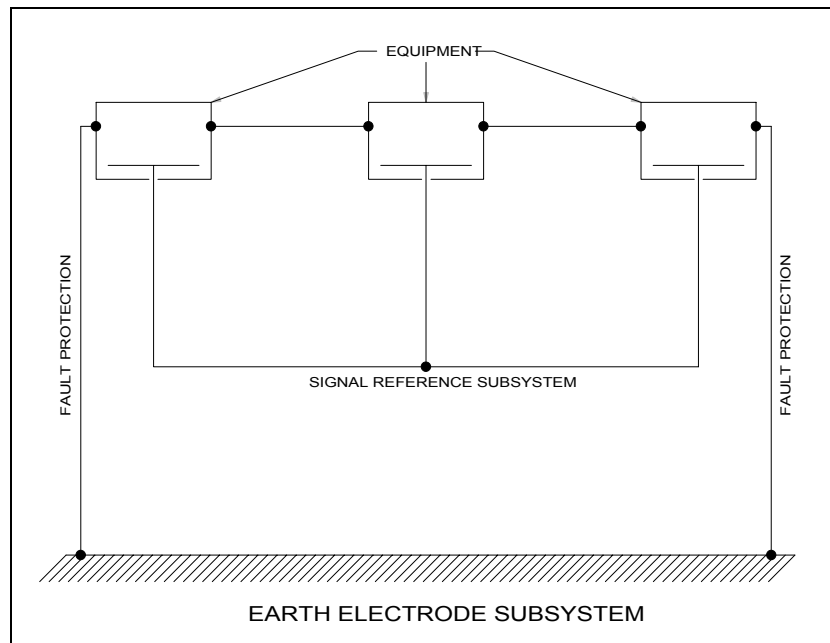 EQUIPMENT
FAULT PROTECTION
FAULT PROTECTION
SIGNAL REFERENCE SUBSYSTEM
EARTH ELECTRODE SUBSYSTEM